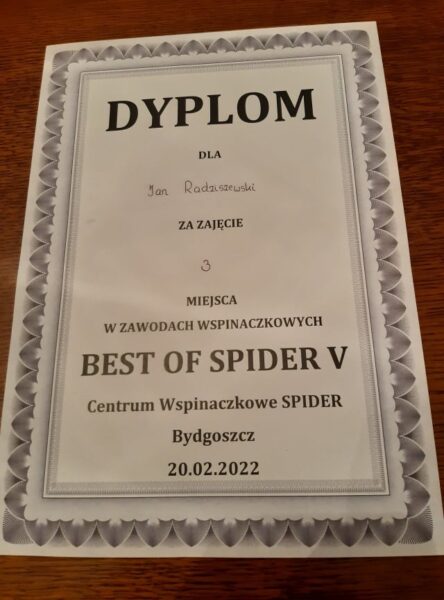 DYPLOM
DLA
Jan Radziszewski
ZA ZAJĘCIE
3
MIEJSCA
W ZAWODACH WSPINACZKOWYCH
BEST OF SPIDER V
Centrum Wspinaczkowe SPIDER
Bydgoszcz
20.02.2022